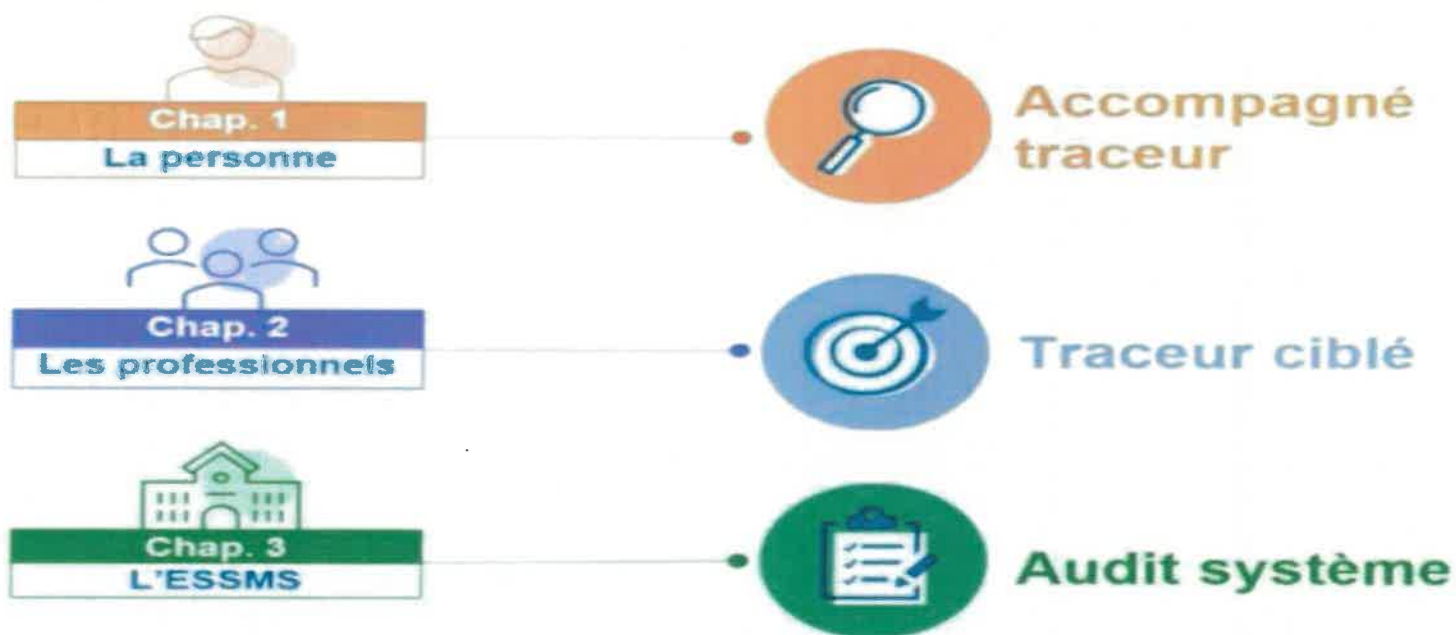 Chap. 1
La personne
Accompagné
traceur
Chap. 2
Les professionnels
Traceur ciblé
Chap. 3
L'ESSMS
Audit système